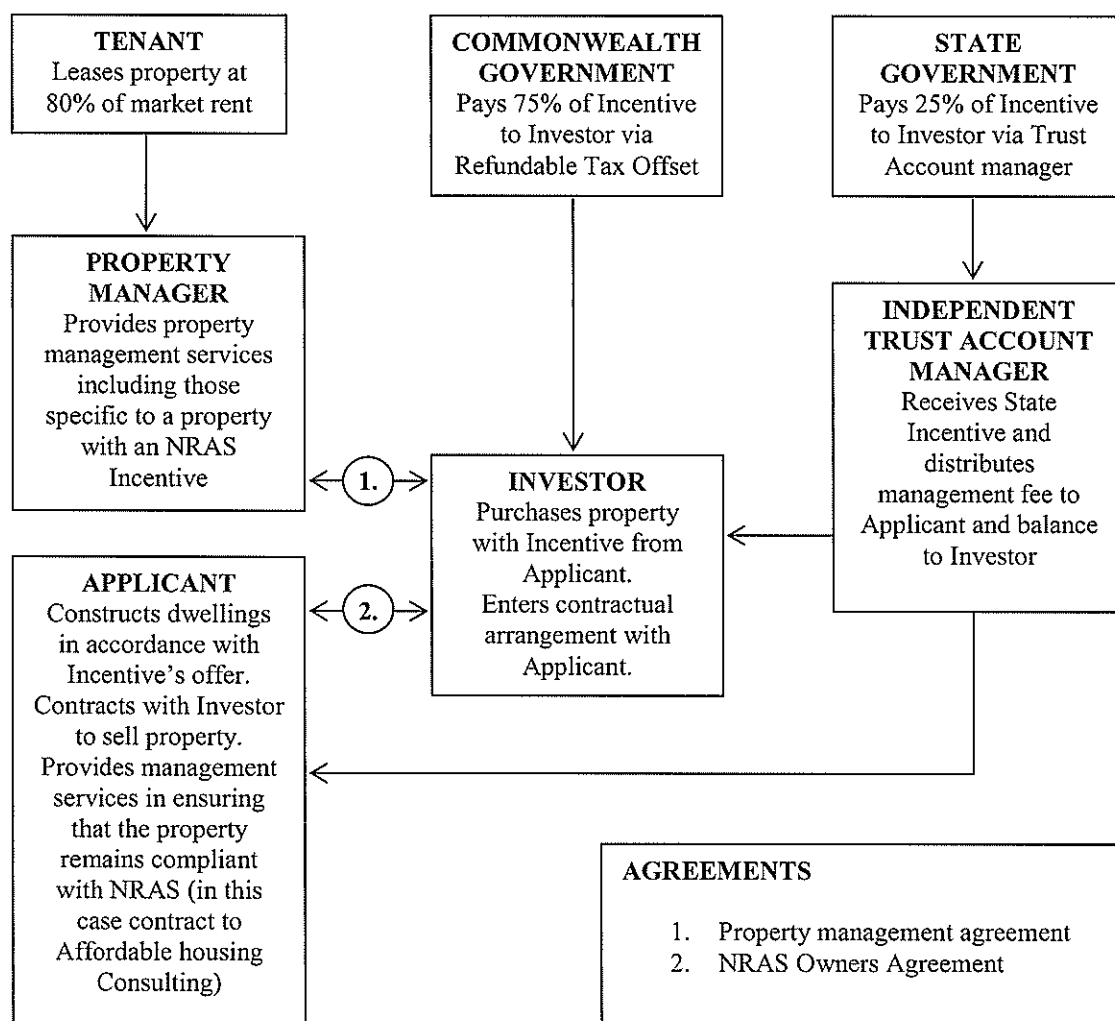 TENANT
Leases property at
80% of market rent
COMMONWEALTH
GOVERNMENT
Pays 75% of Incentive
to Investor via
Refundable Tax Offset
STATE
GOVERNMENT
Pays 25% of Incentive
to Investor via Trust
Account manager
PROPERTY
MANAGER
Provides property
management services
including those
specific to a property
with an NRAS
Incentive
INDEPENDENT
TRUST ACCOUNT
MANAGER
Receives State
Incentive and
distributes
management fee to
Applicant and balance
to Investor
1.
INVESTOR
Purchases property
with Incentive from
Applicant.
Enters contractual
arrangement with
Applicant.
2.
APPLICANT
Constructs dwellings
in accordance with
Incentive's offer.
Contracts with Investor
to sell property.
Provides management
services in ensuring
that the property
remains compliant
with NRAS (in this
case contract to
Affordable housing
Consulting)
AGREEMENTS
1. Property management agreement
2. NRAS Owners Agreement